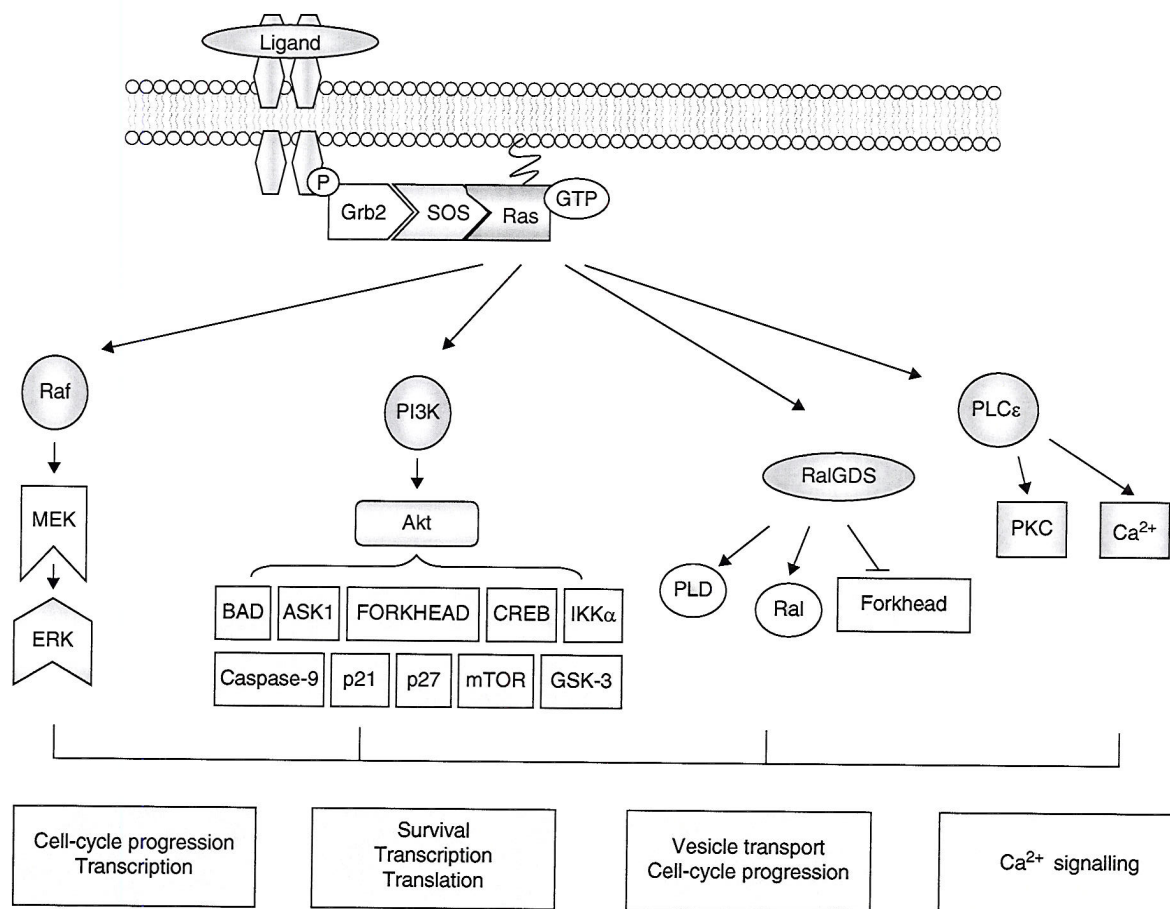 Ligand
P
Grb2
SOS
Ras
GTP
Raf
PI3K
PLCε
RalGDS
MEK
Akt
PKC
Ca²⁺
PLD
Ral
Forkhead
ERK
BAD
ASK1
FORKHEAD
CREB
IKKα
Caspase-9
p21
p27
mTOR
GSK-3
Cell-cycle progression
Transcription
Survival
Transcription
Translation
Vesicle transport
Cell-cycle progression
Ca²⁺ signalling